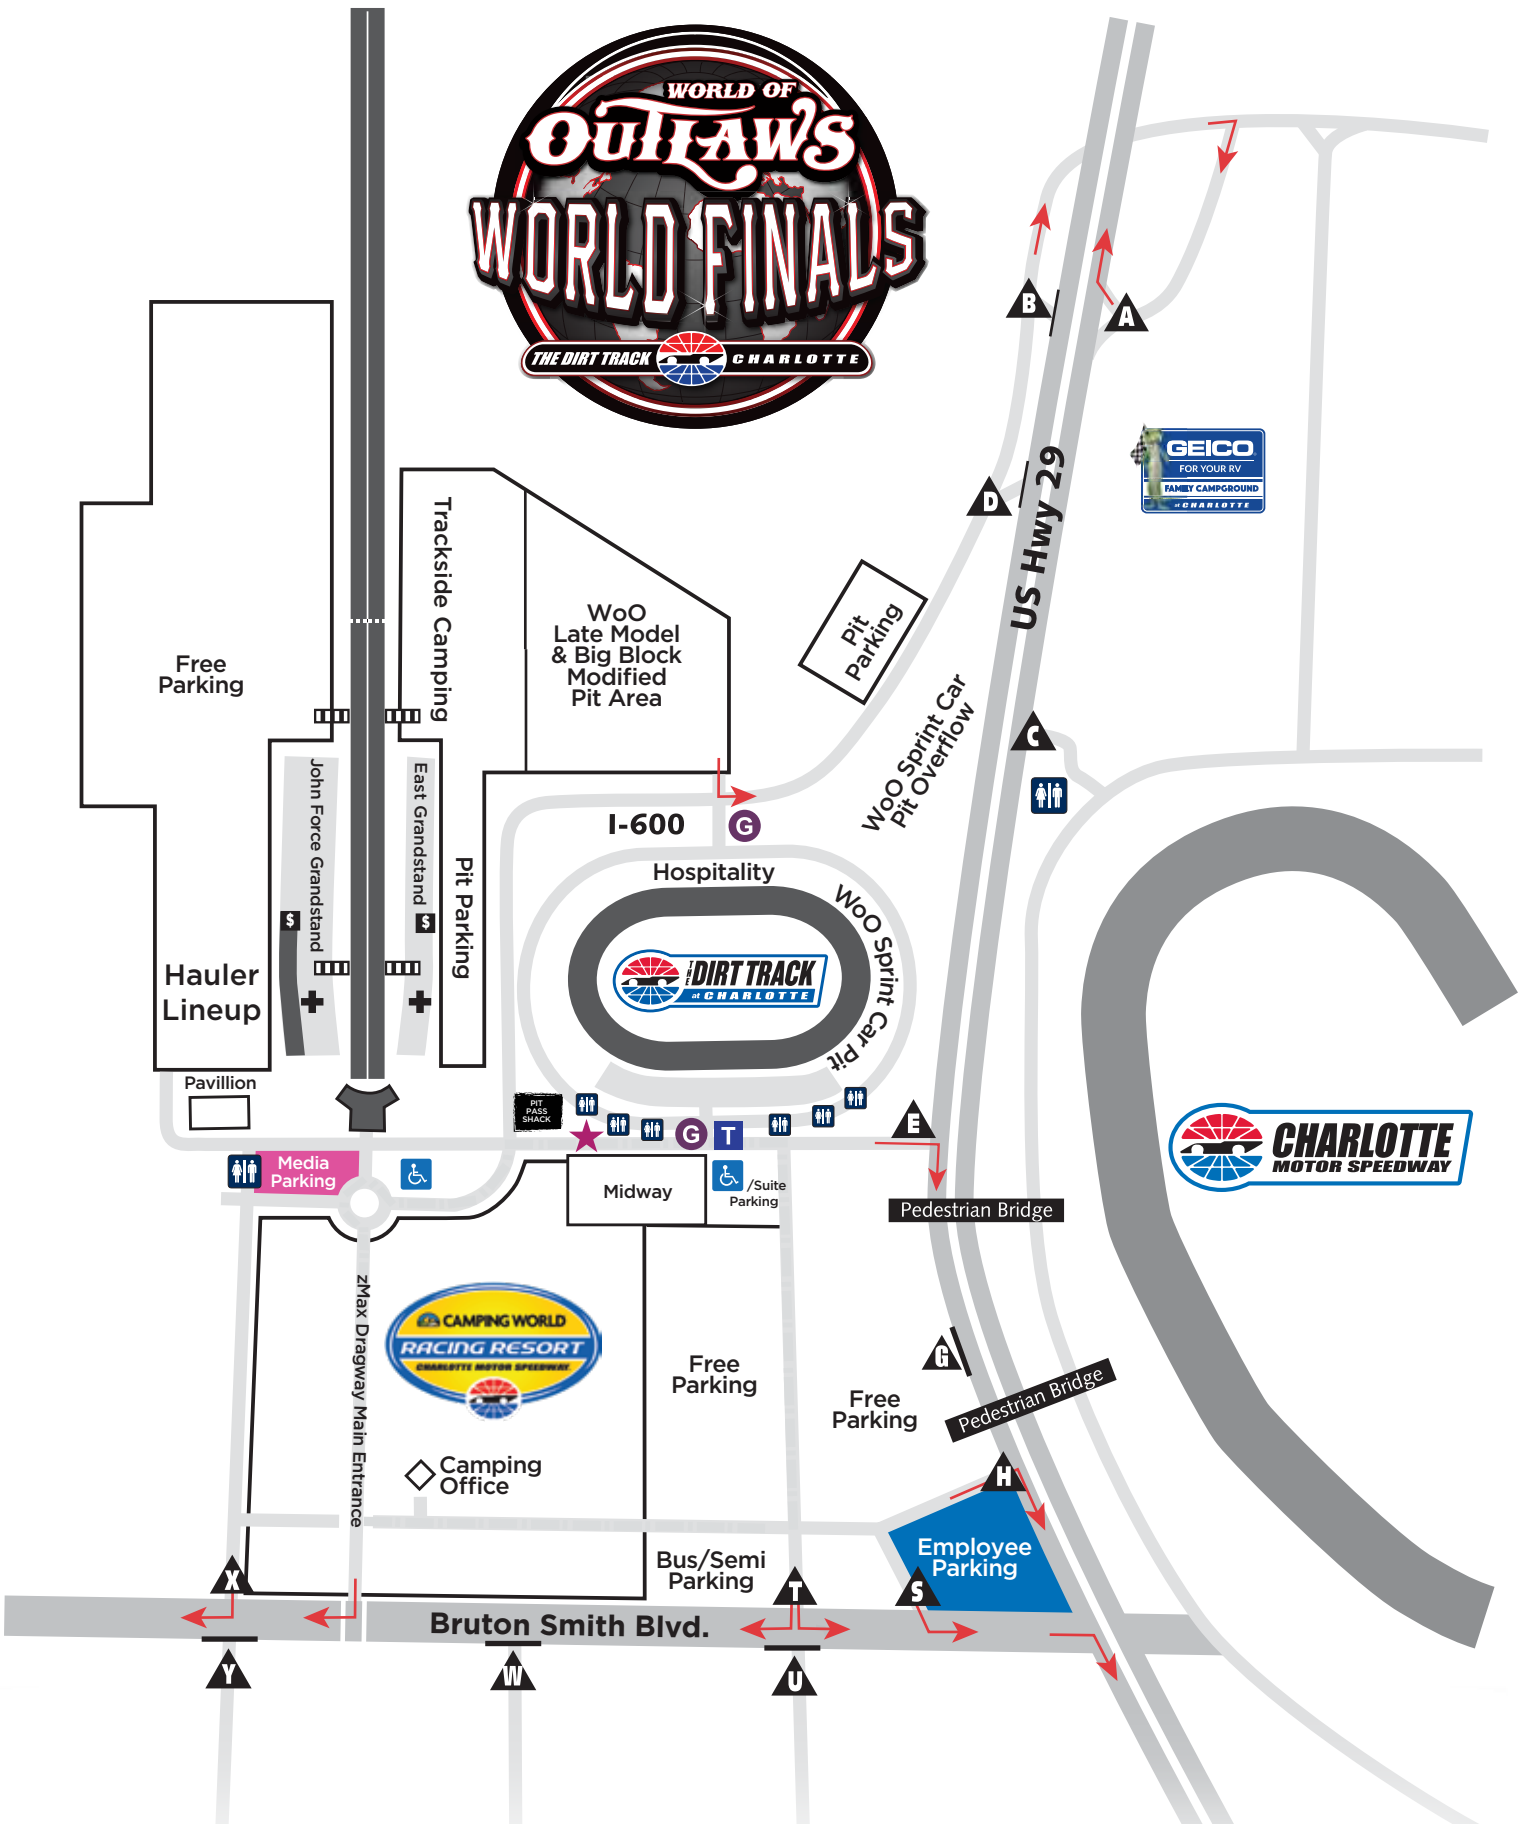 WORLD OF
OUTLAWS
WORLD FINALS
THE DIRT TRACK CHARLOTTE
B
A
GEICO
FOR YOUR RV
FAMILY CAMPGROUND
at CHARLOTTE
D
US Hwy 29
Trackside Camping
WoO
Late Model
& Big Block
Modified
Pit Area
Pit
Parking
Free
Parking
WoO Sprint Car
Pit Overflow
C
John Force Grandstand
East Grandstand
I-600
G
Pit Parking
Hospitality
WoO Sprint Car Pit
$
$
THE DIRT TRACK
at CHARLOTTE
Hauler
Lineup
Pavillion
PIT
PASS
SHACK
G
T
E
Media
Parking
Midway
/Suite
Parking
Pedestrian Bridge
CHARLOTTE
MOTOR SPEEDWAY
zMax Dragway Main Entrance
CAMPING WORLD
RACING RESORT
CHARLOTTE MOTOR SPEEDWAY.
Free
Parking
Free
Parking
G
Pedestrian Bridge
Camping
Office
H
Employee
Parking
Bus/Semi
Parking
X
T
S
Bruton Smith Blvd.
Y
W
U